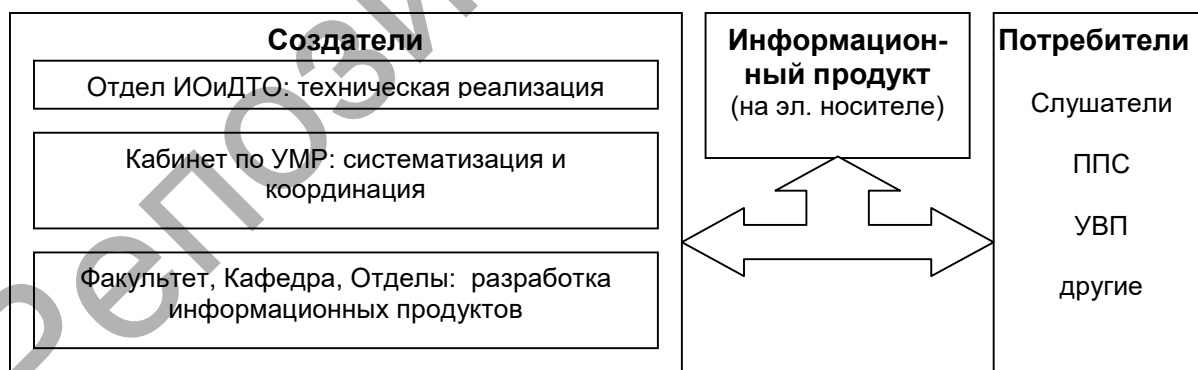 Создатели
Отдел ИОиДТО: техническая реализация
Кабинет по УМР: систематизация и
координация
Факультет, Кафедра, Отделы: разработка
информационных продуктов
Информацион-
ный продукт
(на эл. носителе)
Потребители
Слушатели
ППС
УВП
другие